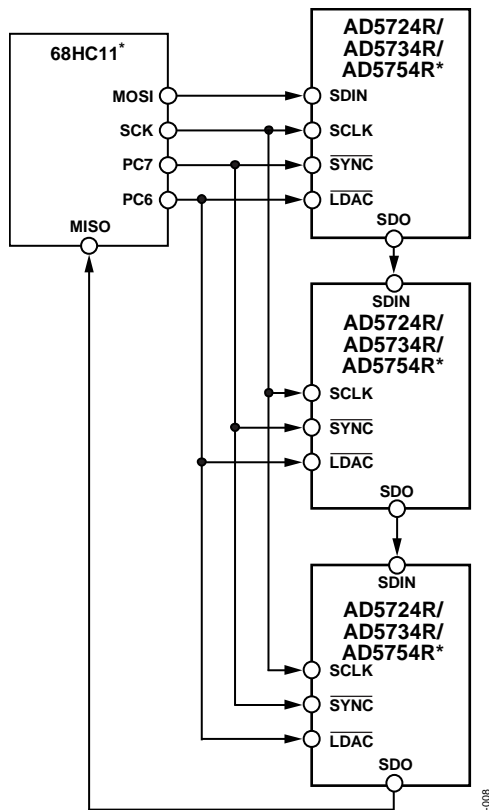 68HC11*
MOSI
SCK
PC7
PC6
MISO
AD5724R/
AD5734R/
AD5754R*
SDIN
SCLK
SYNC
LDAC
SDO
SDIN
AD5724R/
AD5734R/
AD5754R*
SCLK
SYNC
LDAC
SDO
SDIN
AD5724R/
AD5734R/
AD5754R*
SCLK
SYNC
LDAC
SDO
-008